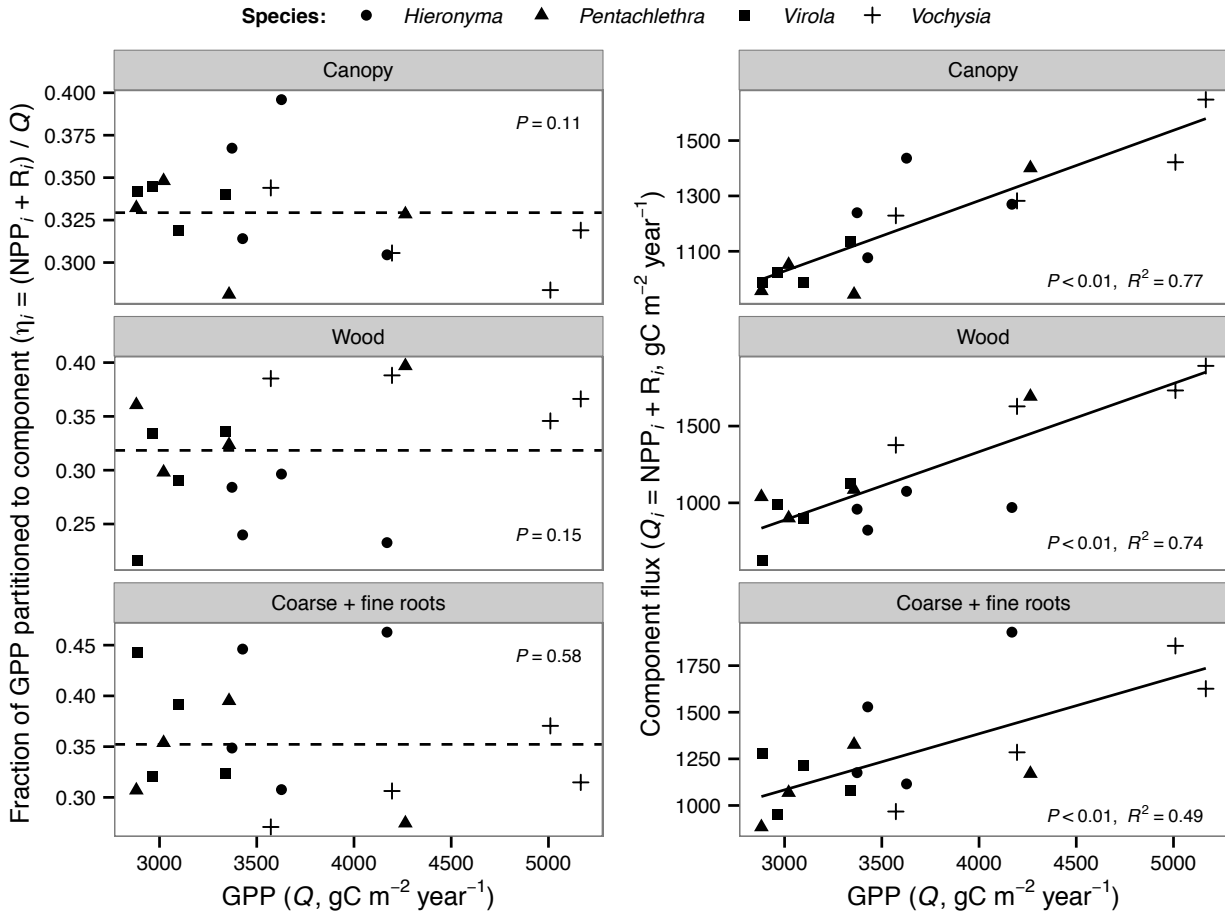 Species: Hieronyma Pentachlethra Virola Vochysia
Fraction of GPP partitioned to component (ηi = (NPPi + Ri) / Q)
Canopy
0.400
0.375
0.350
0.325
0.300
P = 0.11
Wood
0.40
0.35
0.30
0.25
P = 0.15
Coarse + fine roots
0.45
0.40
0.35
0.30
P = 0.58
3000 3500 4000 4500 5000
GPP (Q, gC m−2 year−1)
Component flux (Qi = NPPi + Ri, gC m−2 year−1)
Canopy
1500
1300
1100
P < 0.01, R2 = 0.77
Wood
1500
1000
P < 0.01, R2 = 0.74
Coarse + fine roots
1750
1500
1250
1000
P < 0.01, R2 = 0.49
3000 3500 4000 4500 5000
GPP (Q, gC m−2 year−1)